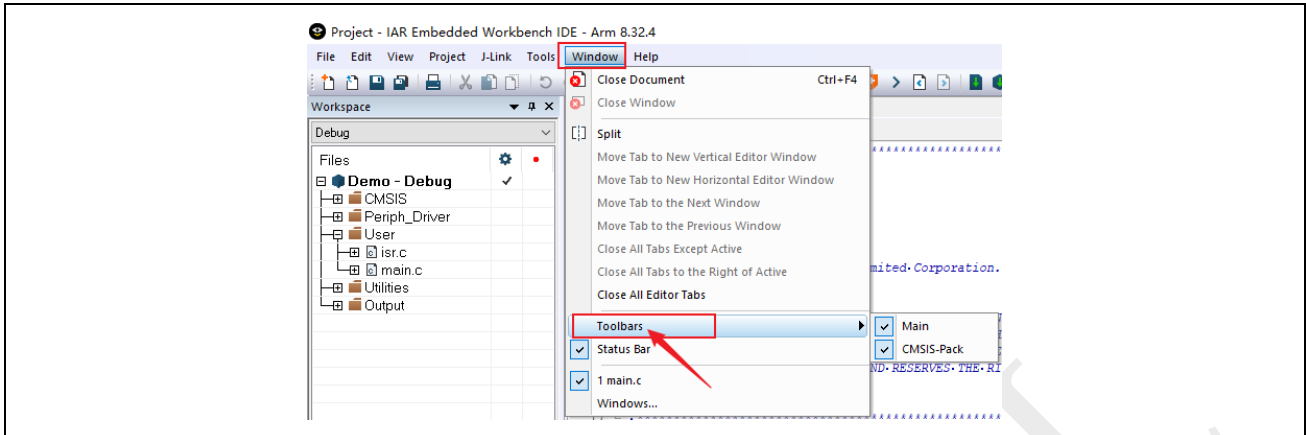 Project - IAR Embedded Workbench IDE - Arm 8.32.4
File Edit View Project J-Link Tools Window Help
Workspace
Debug
Files
Demo - Debug
CMSIS
Periph_Driver
User
isr.c
main.c
Utilities
Output
Close Document Ctrl+F4
Close Window
Split
Move Tab to New Vertical Editor Window
Move Tab to New Horizontal Editor Window
Move Tab to the Next Window
Move Tab to the Previous Window
Close All Tabs Except Active
Close All Tabs to the Right of Active
Close All Editor Tabs
Toolbars
Status Bar
1 main.c
Windows...
Main
CMSIS-Pack
mited·Corporation.
ND·RESERVES·THE·RI